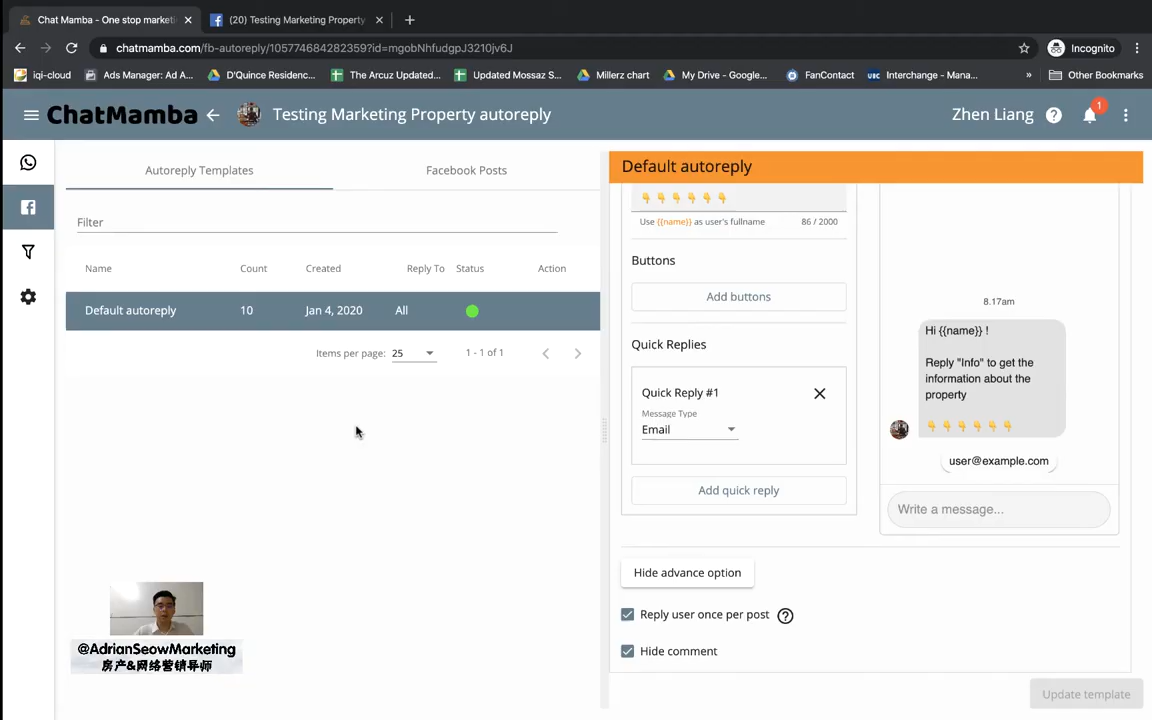 Chat Mamba - One stop marketi
(20) Testing Marketing Property
chatmamba.com/fb-autoreply/105774684282359?id=mgobNhfudgpJ3210jv6J
Incognito
iqi-cloud
Ads Manager: Ad A...
D'Quince Residenc...
The Arcuz Updated...
Updated Mossaz S...
Millerz chart
My Drive - Google...
FanContact
UBC Interchange - Mana...
»
Other Bookmarks
ChatMamba
Testing Marketing Property autoreply
Zhen Liang
1
Autoreply Templates
Facebook Posts
Filter
Name Count Created Reply To Status Action
Default autoreply 10 Jan 4, 2020 All
Items per page: 25 1 - 1 of 1
Default autoreply
👇 👇 👇 👇 👇 👇
Use {{name}} as user's fullname 86 / 2000
Buttons
Add buttons
Quick Replies
Quick Reply #1
Message Type
Email
Add quick reply
8.17am
Hi {{name}} !
Reply "Info" to get the
information about the
property
👇 👇 👇 👇 👇 👇
user@example.com
Write a message...
Hide advance option
Reply user once per post
Hide comment
Update template
@AdrianSeowMarketing
房产&网络营销导师